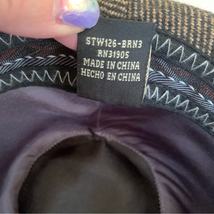 STW126-BRN3
RN31905
MADE IN CHINA
HECHO EN CHINA